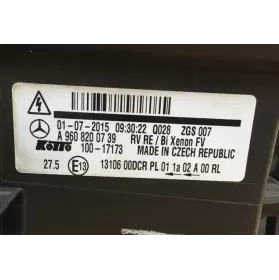 01-07-2015 09:30:22 Q028 ZGS 007
A 960 820 07 39 RV RE / Bi Xenon FV
100-17173 MADE IN CZECH REPUBLIC
27.5 E13 13106 00DCR PL 01 1a 02 A 00 RL